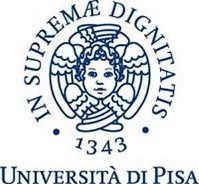 IN SUPREMÆ DIGNITATIS
· 1343 ·
UNIVERSITÀ DI PISA